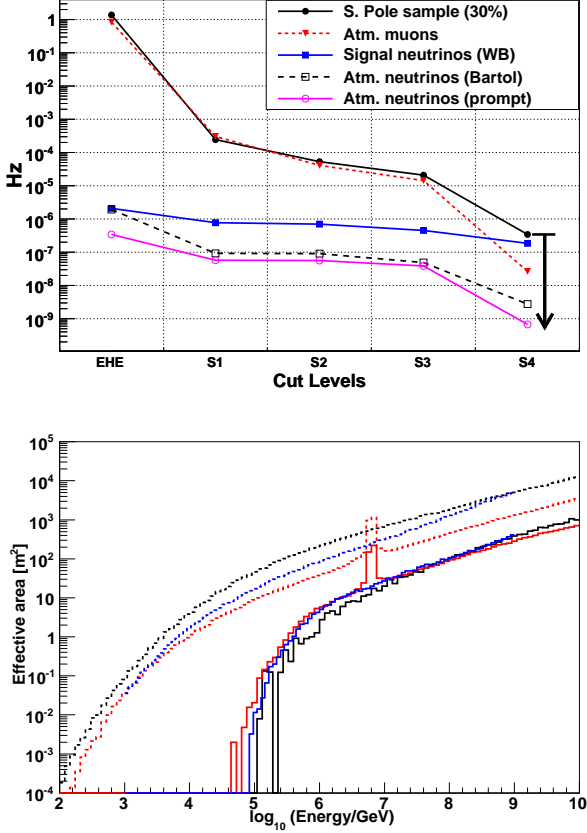 S. Pole sample (30%)
Atm. muons
Signal neutrinos (WB)
Atm. neutrinos (Bartol)
Atm. neutrinos (prompt)
Hz
1
10⁻¹
10⁻²
10⁻³
10⁻⁴
10⁻⁵
10⁻⁶
10⁻⁷
10⁻⁸
10⁻⁹
EHE S1 S2 S3 S4
Cut Levels
Effective area [m²]
10⁵
10⁴
10³
10²
10
1
10⁻¹
10⁻²
10⁻³
10⁻⁴
2 3 4 5 6 7 8 9 10
log₁₀ (Energy/GeV)